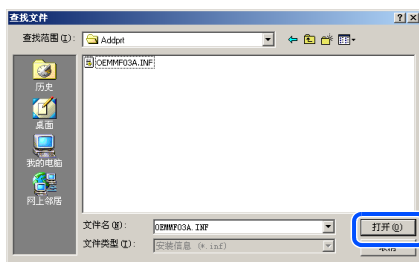 查找文件
查找范围(I):
Addprt
OEMMF03A.INF
历史
桌面
我的电脑
网上邻居
文件名(N):
OEMMF03A.INF
打开(O)
文件类型(T):
安装信息 (*.inf)
取消